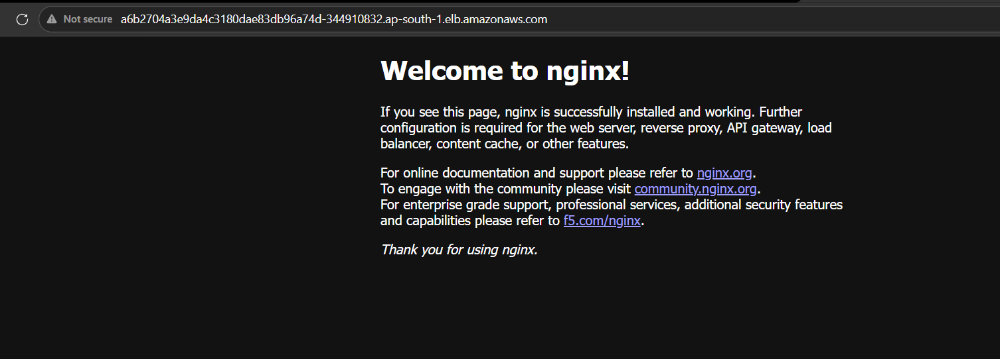 Not secure a6b2704a3e9da4c3180dae83db96a74d-344910832.ap-south-1.elb.amazonaws.com
Welcome to nginx!
If you see this page, nginx is successfully installed and working. Further
configuration is required for the web server, reverse proxy, API gateway, load
balancer, content cache, or other features.
For online documentation and support please refer to nginx.org.
To engage with the community please visit community.nginx.org.
For enterprise grade support, professional services, additional security features
and capabilities please refer to f5.com/nginx.
Thank you for using nginx.